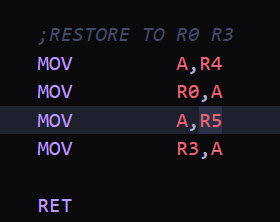 ;RESTORE TO R0 R3
MOV A,R4
MOV R0,A
MOV A,R5
MOV R3,A
RET